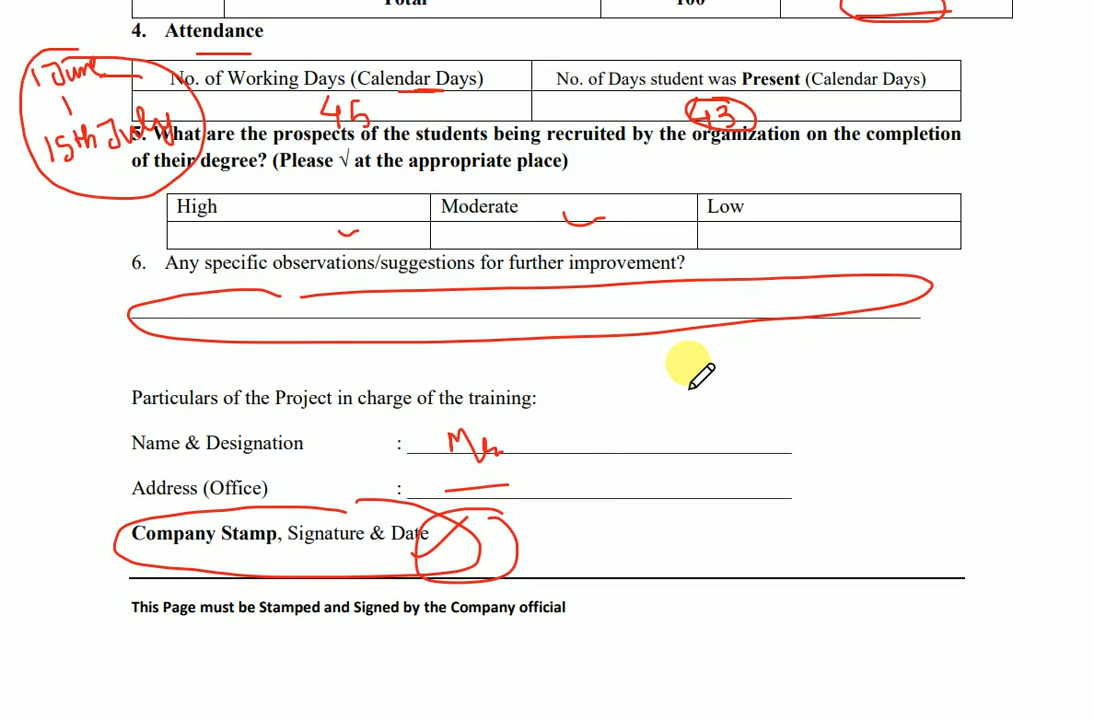 Total 100
4. Attendance
1 June
15th July
No. of Working Days (Calendar Days) No. of Days student was Present (Calendar Days)
45 43
5. What are the prospects of the students being recruited by the organization on the completion
of their degree? (Please √ at the appropriate place)
High Moderate Low
6. Any specific observations/suggestions for further improvement?
Particulars of the Project in charge of the training:
Name & Designation :
Address (Office) :
Company Stamp, Signature & Date
This Page must be Stamped and Signed by the Company official